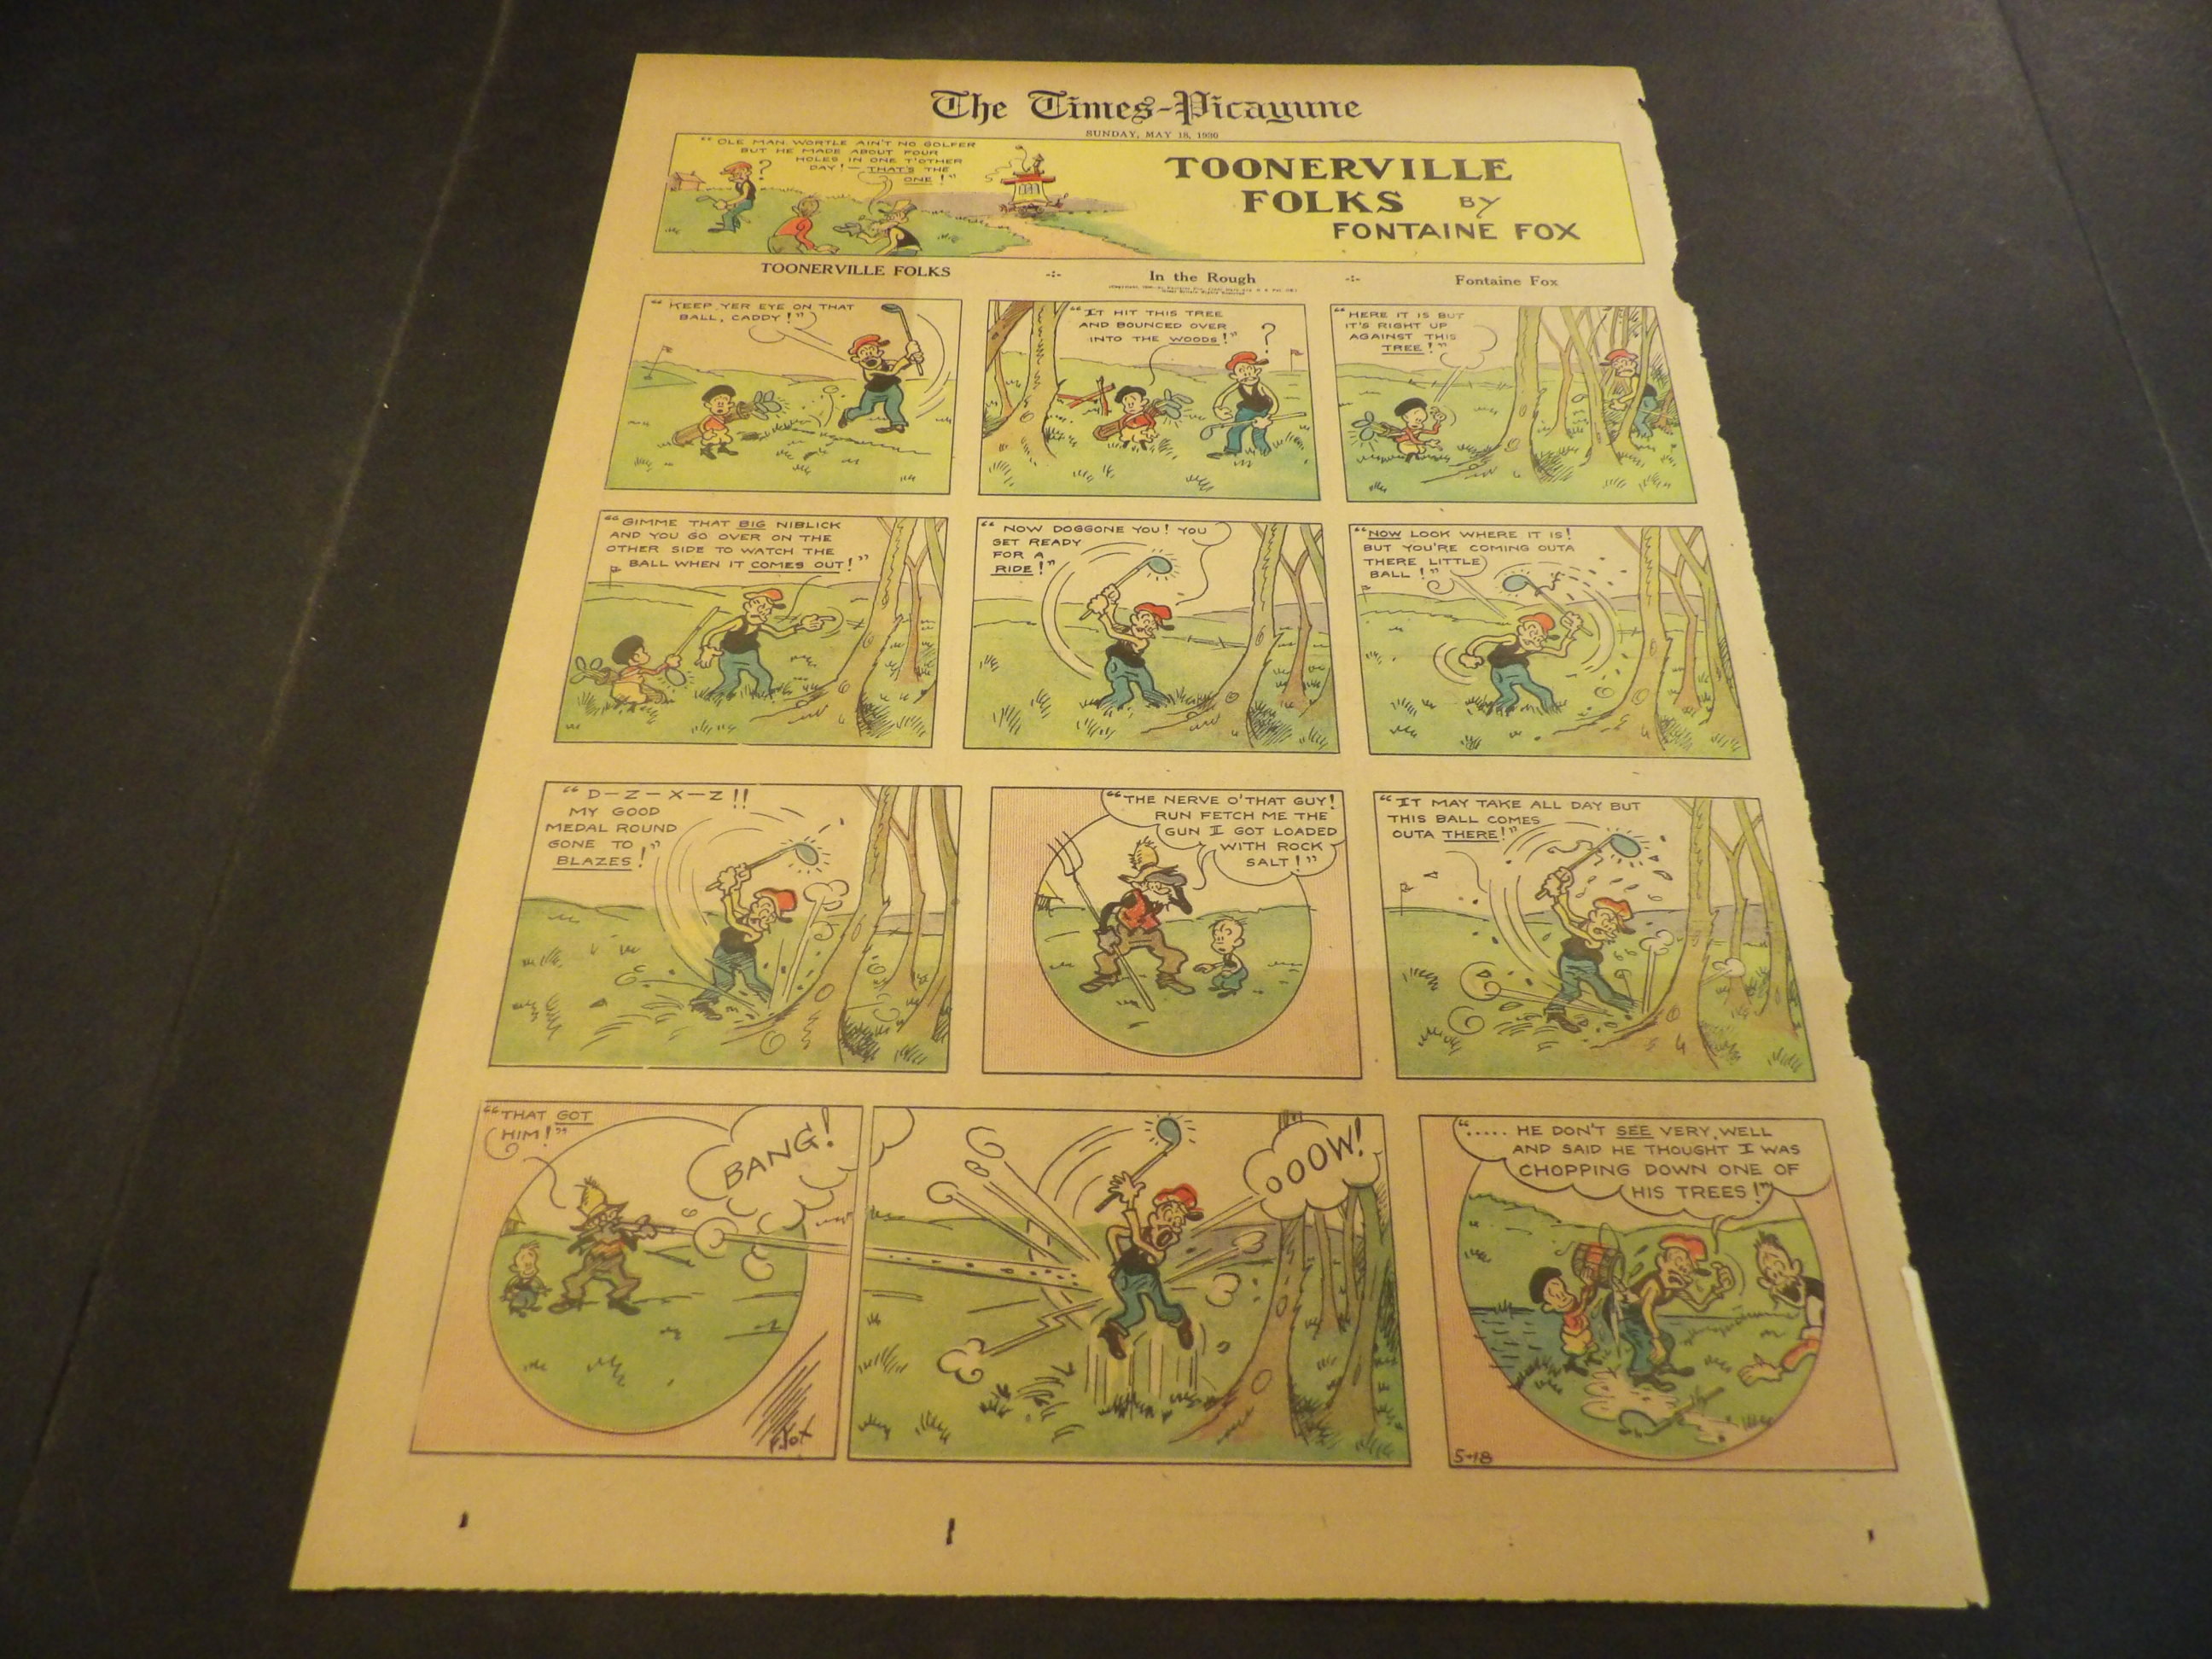 The Times-Picayune
SUNDAY, MAY 18, 1930
"OLE MAN WORTLE AIN'T NO GOLFER
BUT HE MADE ABOUT FOUR
HOLES IN ONE T'OTHER
DAY! — THAT'S THE
ONE!"
?
TOONERVILLE
FOLKS BY
FONTAINE FOX
TOONERVILLE FOLKS -:- In the Rough -:- Fontaine Fox
"KEEP YER EYE ON THAT
BALL, CADDY!"
"IT HIT THIS TREE
AND BOUNCED OVER
INTO THE WOODS!"
?
"HERE IT IS BUT
IT'S RIGHT UP
AGAINST THIS
TREE!"
"GIMME THAT BIG NIBLICK
AND YOU GO OVER ON THE
OTHER SIDE TO WATCH THE
BALL WHEN IT COMES OUT!"
"NOW DOGGONE YOU! YOU
GET READY
FOR A
RIDE!"
"NOW LOOK WHERE IT IS!
BUT YOU'RE COMING OUTA
THERE LITTLE
BALL!"
"D-Z-X-Z!!
MY GOOD
MEDAL ROUND
GONE TO
BLAZES!"
"THE NERVE O'THAT GUY!
RUN FETCH ME THE
GUN I GOT LOADED
WITH ROCK
SALT!"
"IT MAY TAKE ALL DAY BUT
THIS BALL COMES
OUTA THERE!"
"THAT GOT
HIM!"
BANG!
F. FOX
OOOW!
"..... HE DON'T SEE VERY WELL
AND SAID HE THOUGHT I WAS
CHOPPING DOWN ONE OF
HIS TREES!"
5-18